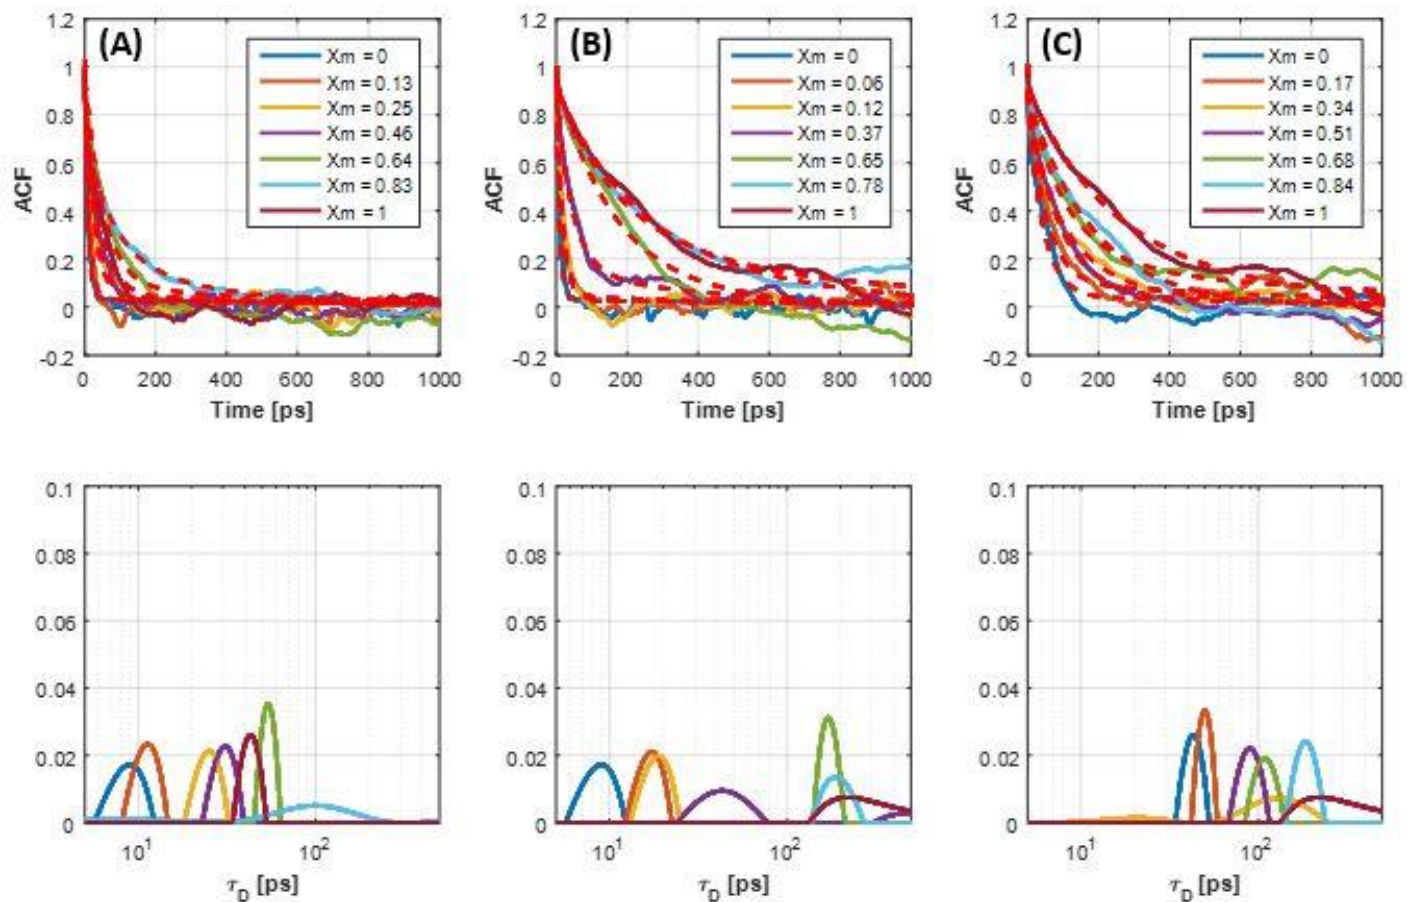 (A)
Xm = 0
Xm = 0.13
Xm = 0.25
Xm = 0.46
Xm = 0.64
Xm = 0.83
Xm = 1
1.2
1
0.8
0.6
0.4
0.2
0
-0.2
ACF
0 200 400 600 800 1000
Time [ps]
(B)
Xm = 0
Xm = 0.06
Xm = 0.12
Xm = 0.37
Xm = 0.65
Xm = 0.78
Xm = 1
1.2
1
0.8
0.6
0.4
0.2
0
-0.2
ACF
0 200 400 600 800 1000
Time [ps]
(C)
Xm = 0
Xm = 0.17
Xm = 0.34
Xm = 0.51
Xm = 0.68
Xm = 0.84
Xm = 1
1.2
1
0.8
0.6
0.4
0.2
0
-0.2
ACF
0 200 400 600 800 1000
Time [ps]
0.1
0.08
0.06
0.04
0.02
0
10¹ 10²
τ_D [ps]
0.1
0.08
0.06
0.04
0.02
0
10¹ 10²
τ_D [ps]
0.1
0.08
0.06
0.04
0.02
0
10¹ 10²
τ_D [ps]